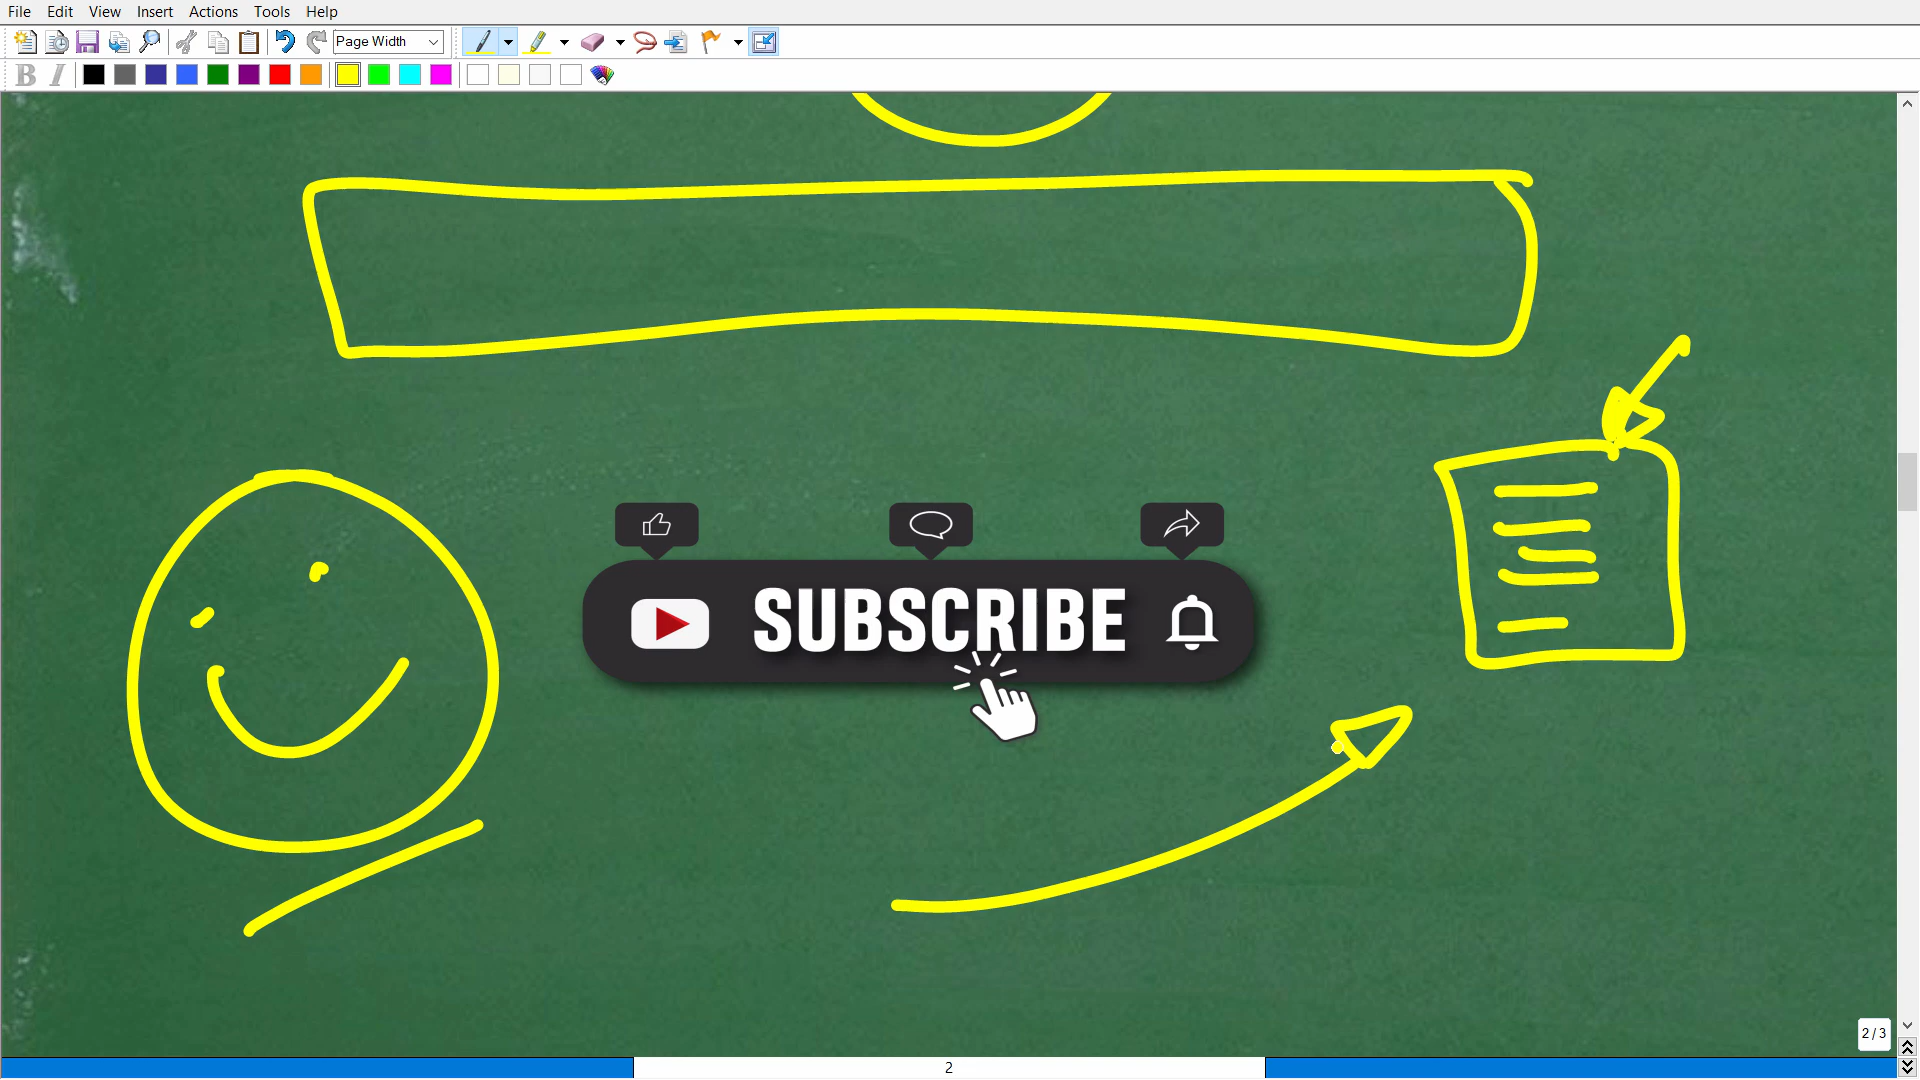 File Edit View Insert Actions Tools Help
B I
Page Width
SUBSCRIBE
2 / 3
2